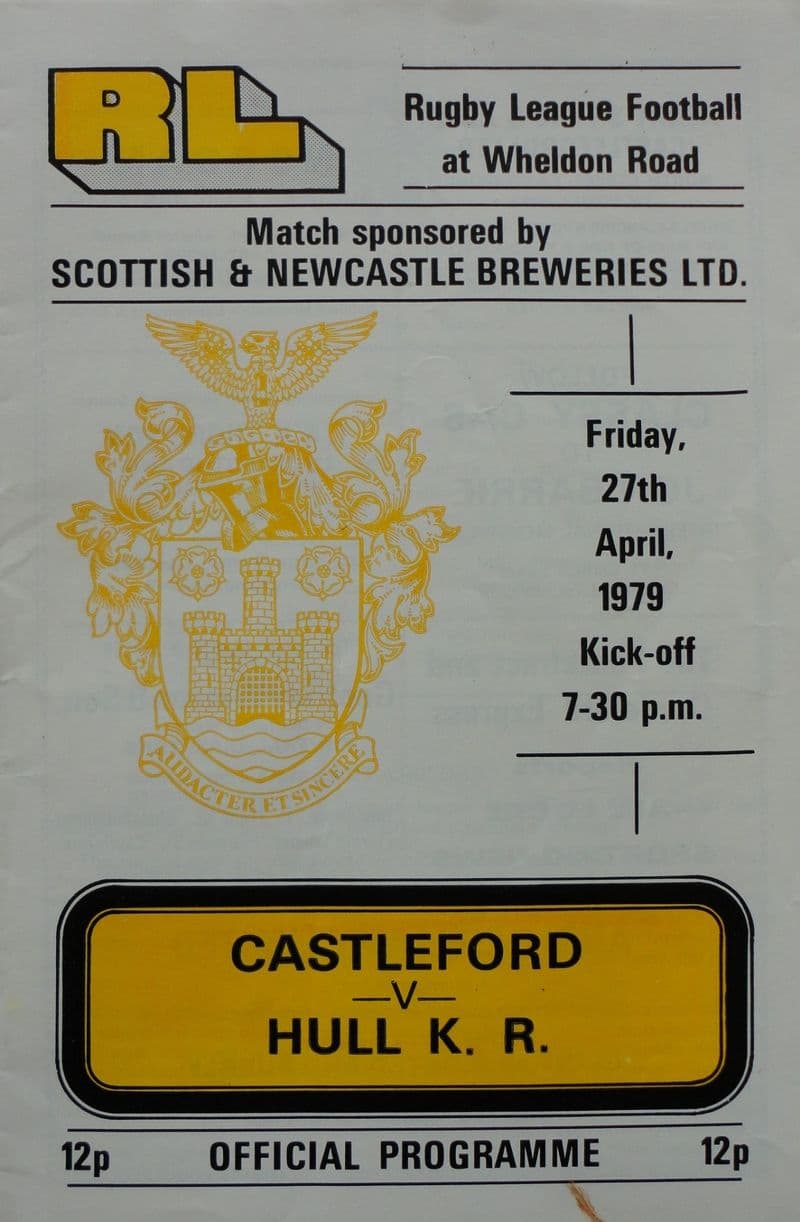 RL
Rugby League Football
at Wheldon Road
Match sponsored by
SCOTTISH & NEWCASTLE BREWERIES LTD.
Friday,
27th
April,
1979
Kick-off
7-30 p.m.
AUDACTER ET SINCERE
CASTLEFORD
—V—
HULL K. R.
12p OFFICIAL PROGRAMME 12p